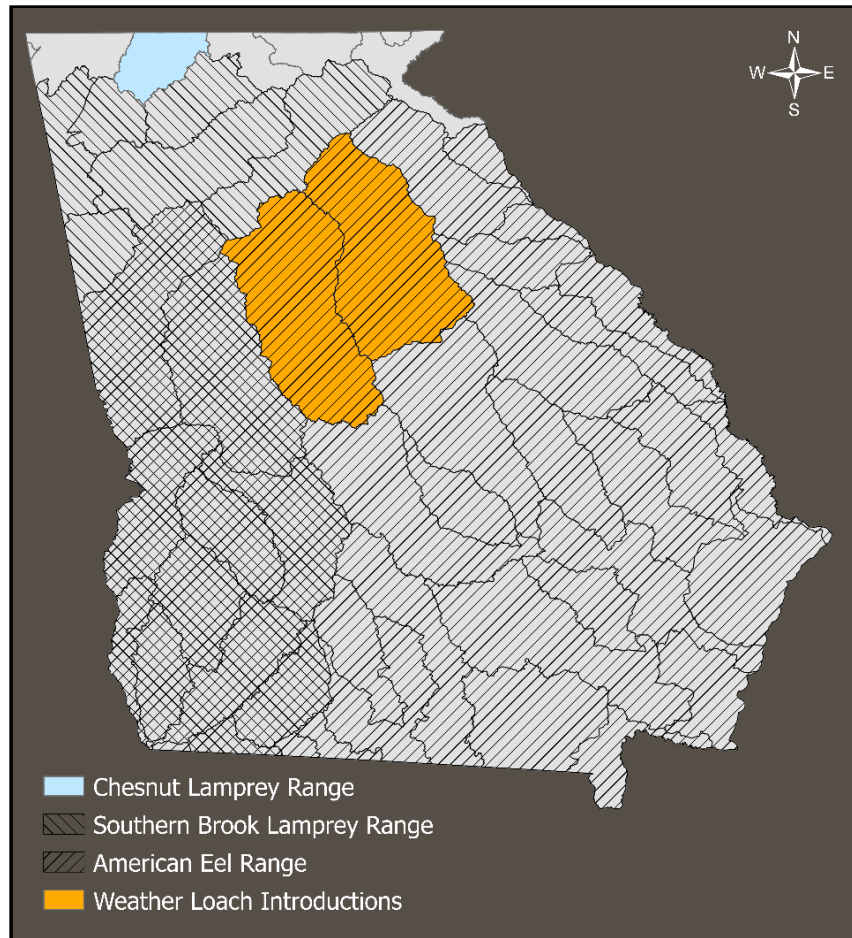 N
W E
S
Chesnut Lamprey Range
Southern Brook Lamprey Range
American Eel Range
Weather Loach Introductions